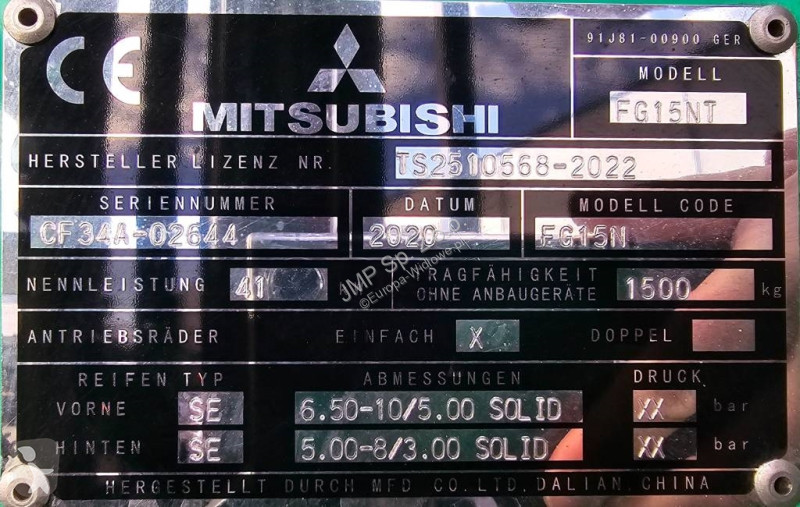 CE
91J81-00900 GER
MODELL
FG15NT
MITSUBISHI
HERSTELLER LIZENZ NR. TS2510568-2022
SERIENNUMMER DATUM MODELL CODE
CF34A-02644 2020 FG15N
NENNLEISTUNG 41 TRAGFÄHIGKEIT OHNE ANBAUGERÄTE 1500 kg
ANTRIEBSRÄDER EINFACH X DOPPEL
REIFEN TYP ABMESSUNGEN DRUCK
VORNE SE 6.50-10/5.00 SOLID XX bar
HINTEN SE 5.00-8/3.00 SOLID XX bar
HERGESTELLT DURCH MFD CO.LTD.DALIAN.CHINA
JMP Sp.
©Europa-Widlowe.pl